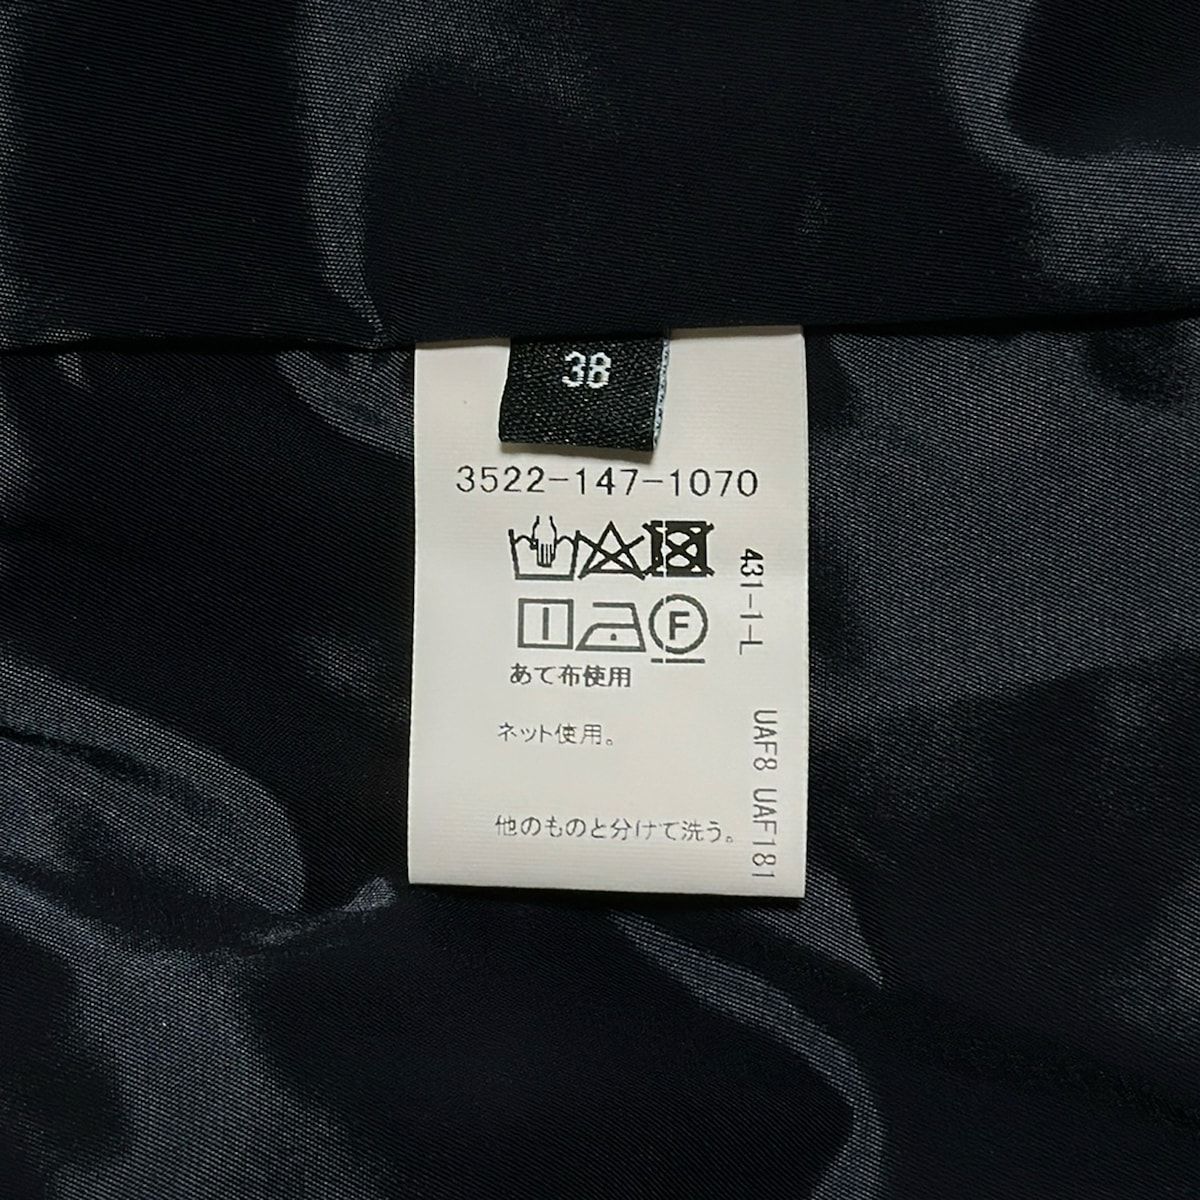 38
3522-147-1070
F
あて布使用
ネット使用。
他のものと分けて洗う。
431-1-L
UAF8 UAF181